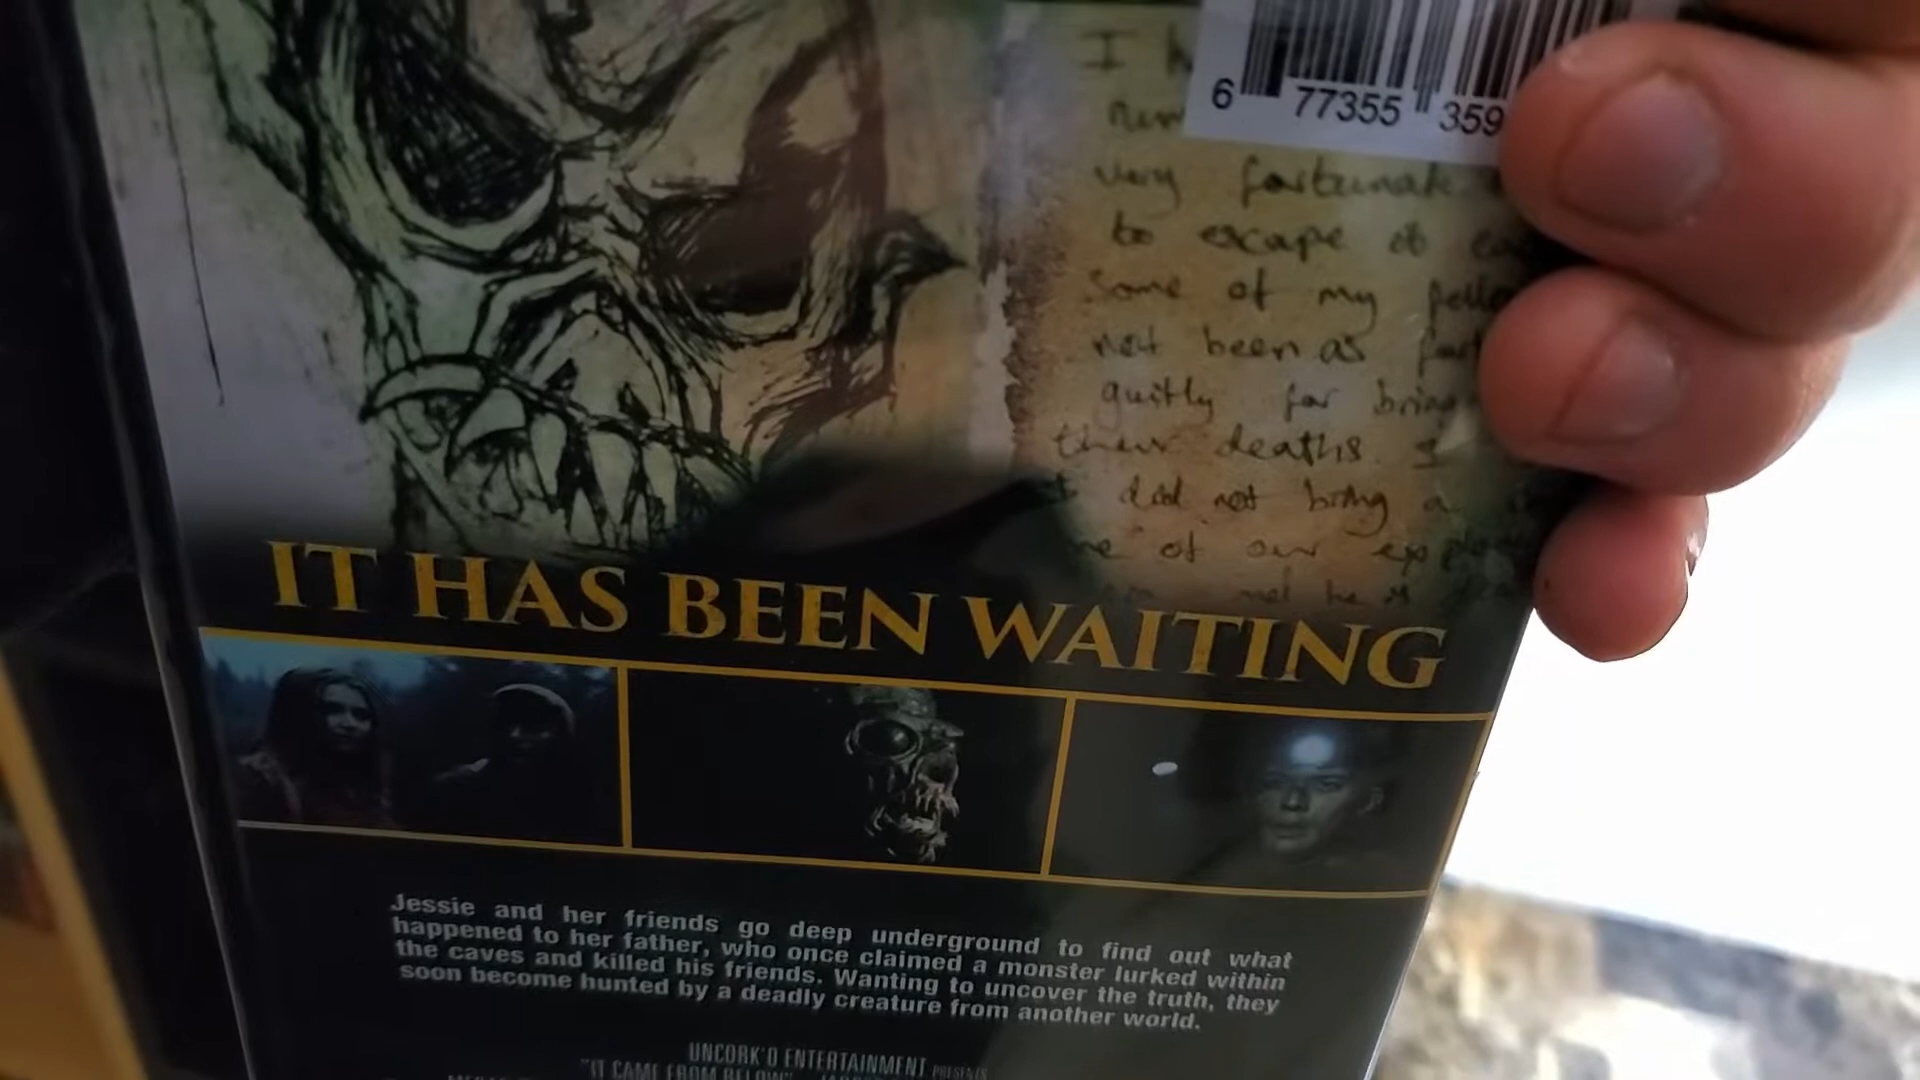 6 77355 359
very fortunate
to escape
Some of my
not been as
guilty for
their deaths. I
did not bring a
of our
IT HAS BEEN WAITING
Jessie and her friends go deep underground to find out what
happened to her father, who once claimed a monster lurked within
the caves and killed his friends. Wanting to uncover the truth, they
soon become hunted by a deadly creature from another world.
UNCORK'D ENTERTAINMENT PRESENTS
"IT CAME FROM BELOW"